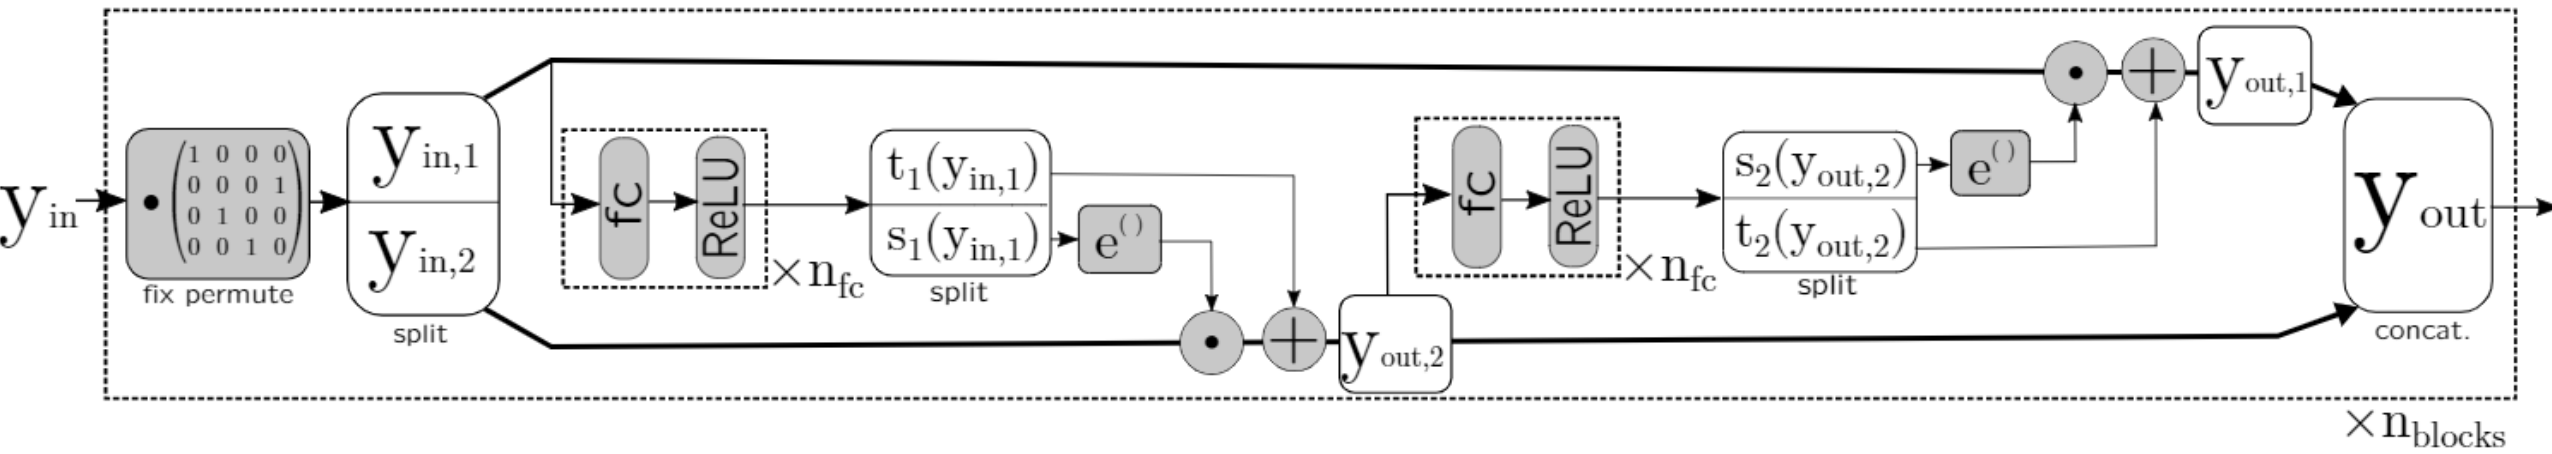 y_in
• (1 0 0 0
0 0 0 1
0 1 0 0
0 0 1 0)
fix permute
y_in,1
y_in,2
split
fc
ReLU
×n_fc
t_1(y_in,1)
s_1(y_in,1)
split
e^()
•
+
y_out,2
fc
ReLU
×n_fc
s_2(y_out,2)
t_2(y_out,2)
split
e^()
•
+
y_out,1
y_out
concat.
×n_blocks